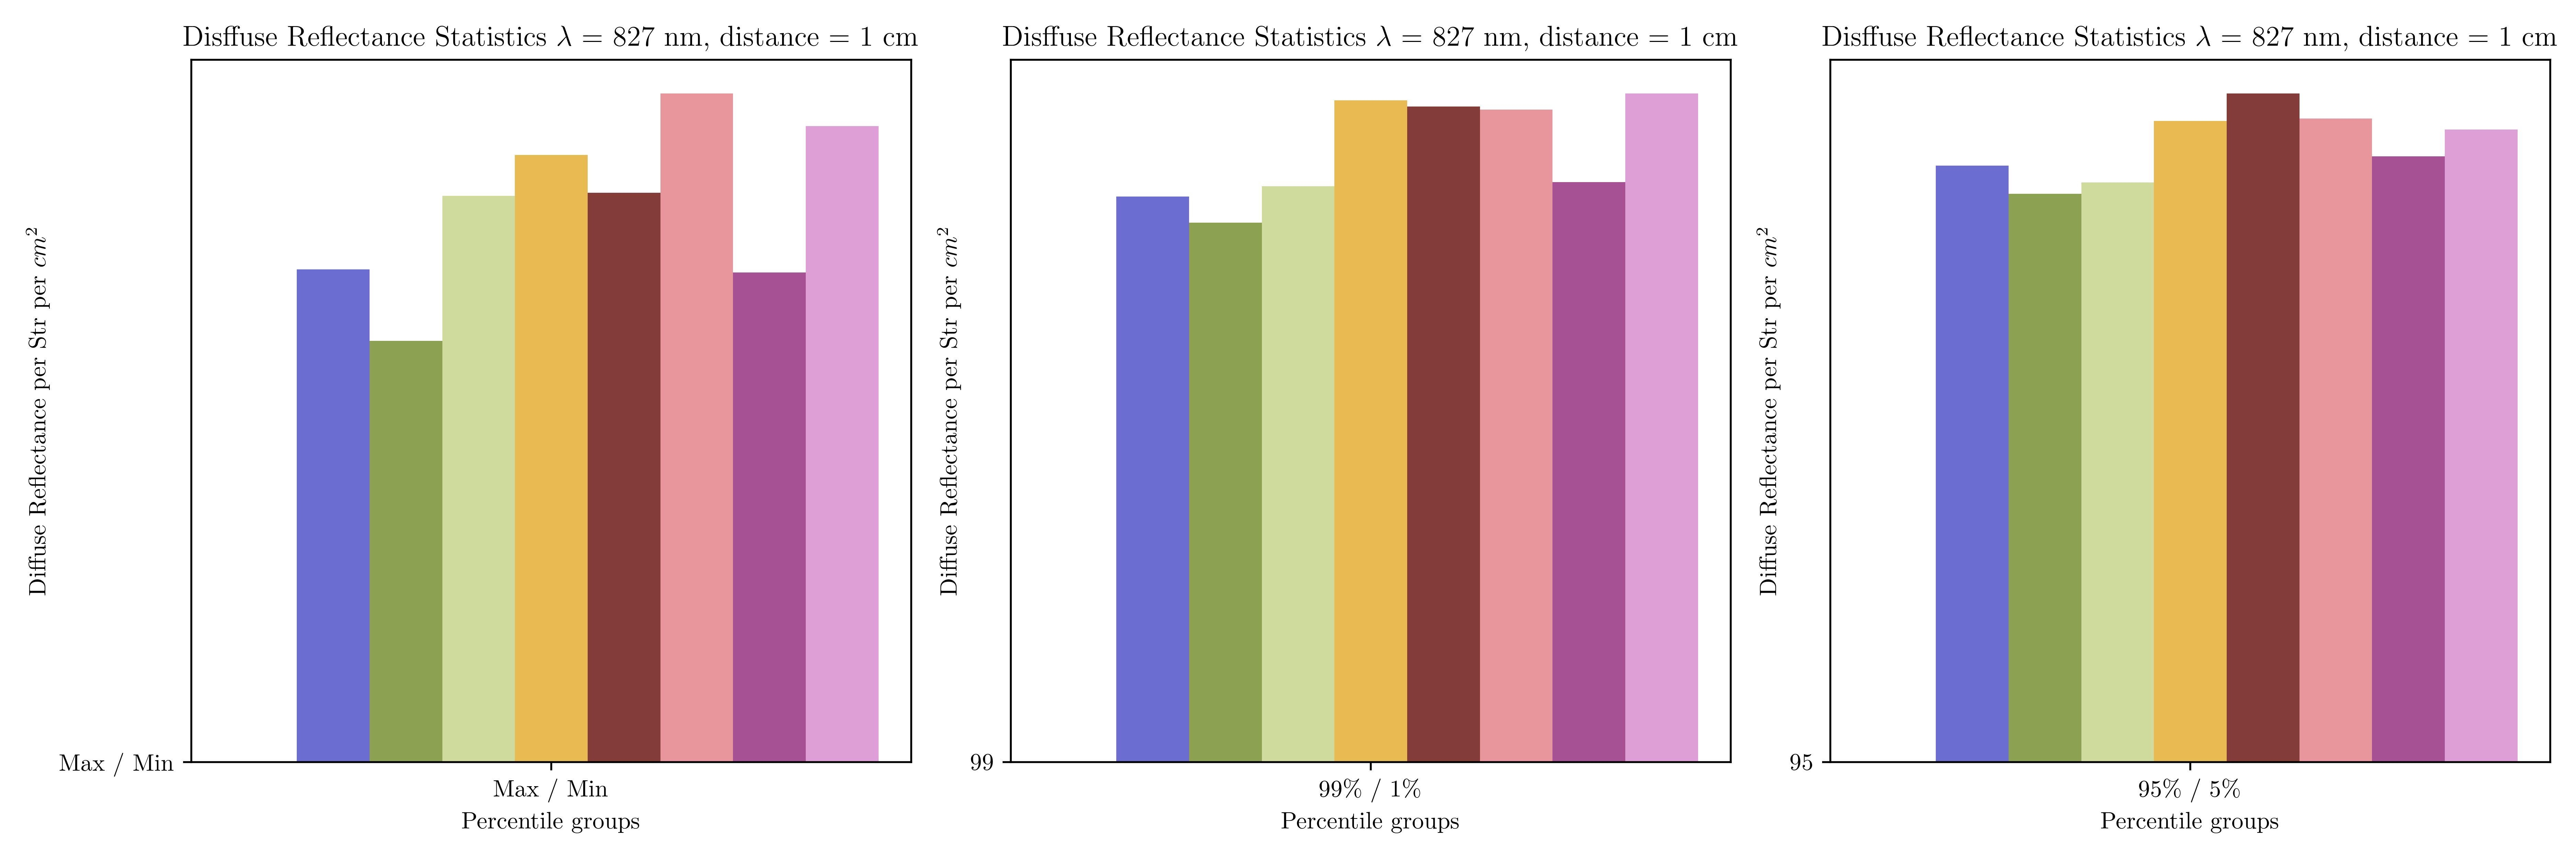 Disffuse Reflectance Statistics λ = 827 nm, distance = 1 cm
Diffuse Reflectance per Str per cm²
Max / Min
Max / Min
Percentile groups
Disffuse Reflectance Statistics λ = 827 nm, distance = 1 cm
Diffuse Reflectance per Str per cm²
99
99% / 1%
Percentile groups
Disffuse Reflectance Statistics λ = 827 nm, distance = 1 cm
Diffuse Reflectance per Str per cm²
95
95% / 5%
Percentile groups